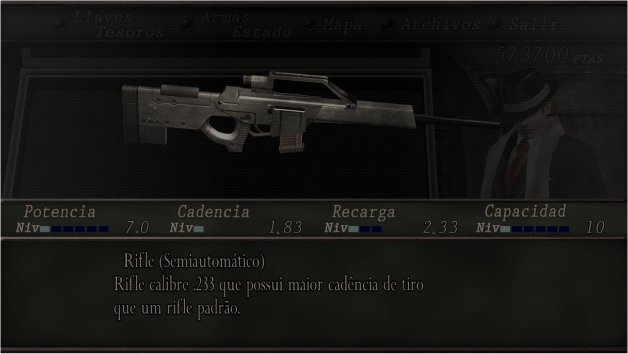 Llaves Tesoros
Armas Estado
Mapa
Archivos
Salir
573700 PTAS
Potencia
Cadencia
Recarga
Capacidad
Niv 7.0
Niv 1.83
Niv 2.33
Niv 10
Rifle (Semiautomático)
Rifle calibre .233 que possui maior cadência de tiro
que um rifle padrão.